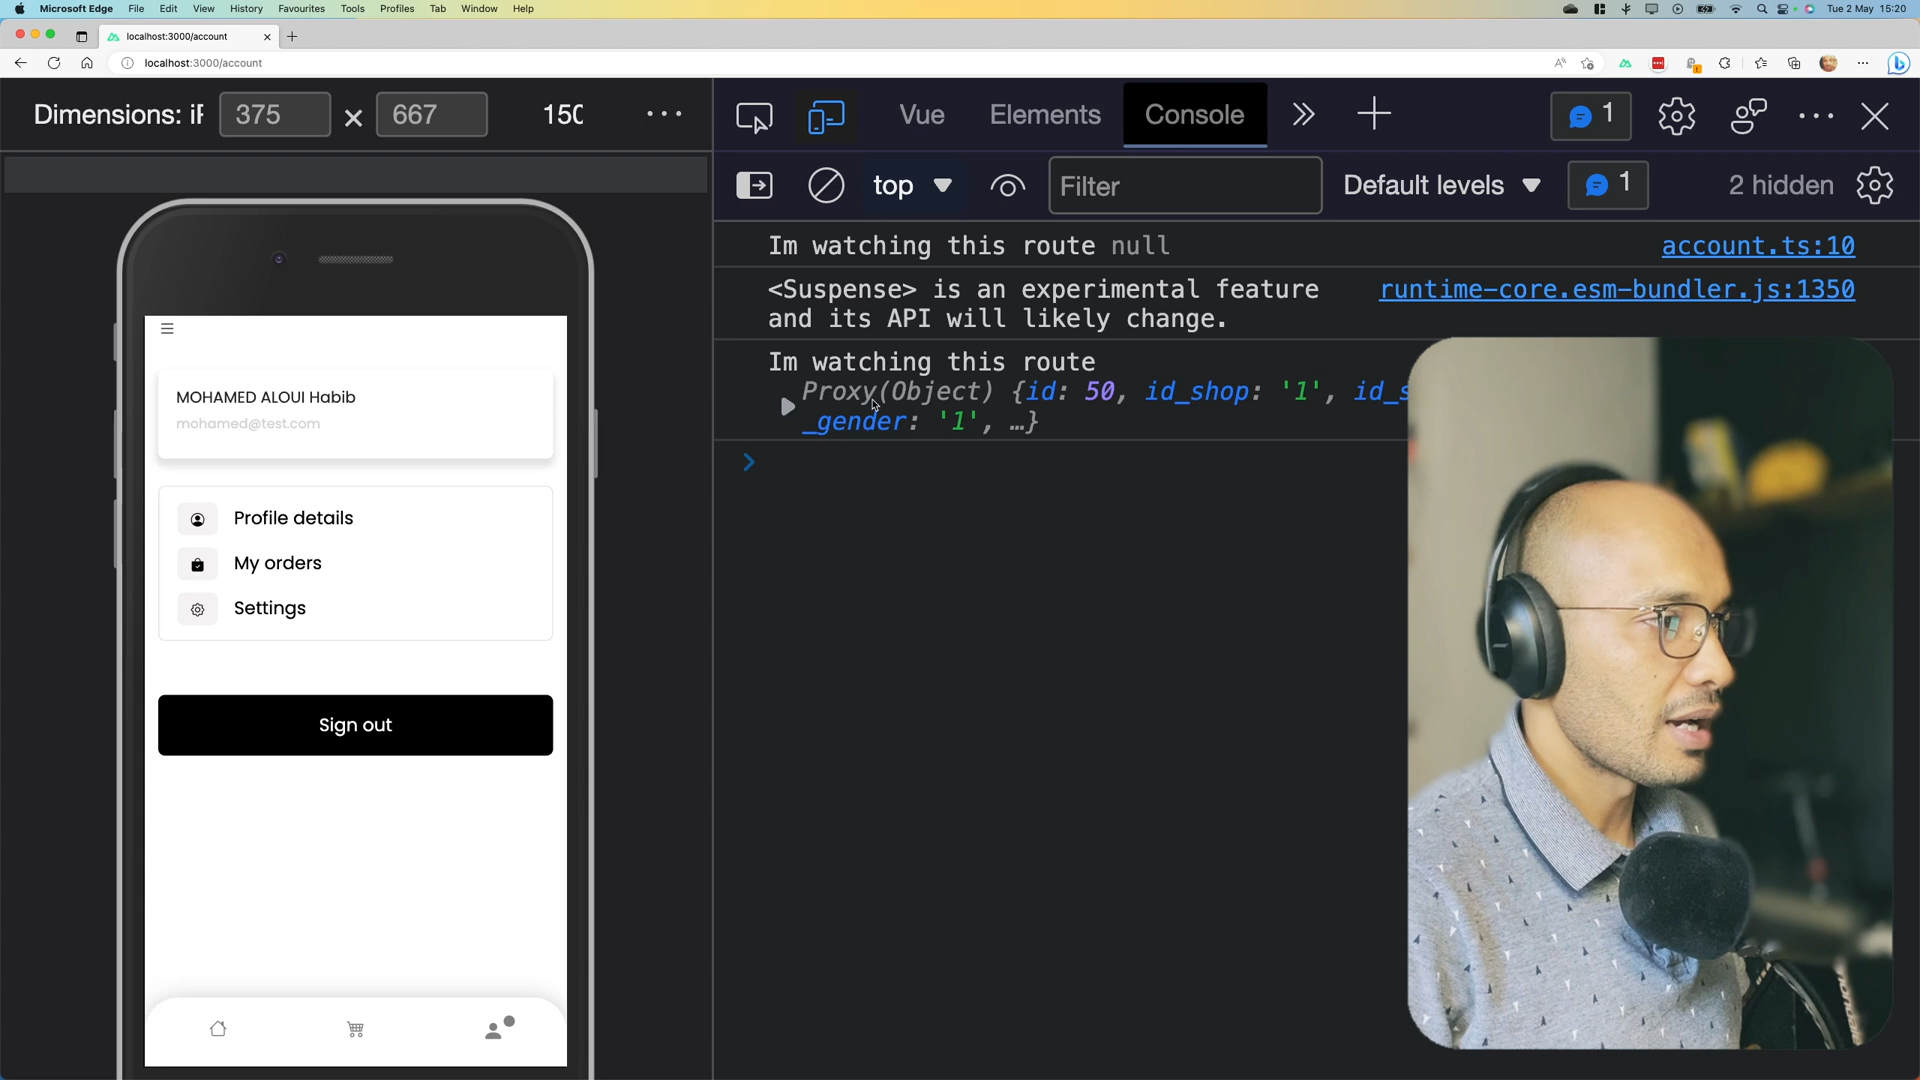 Microsoft Edge File Edit View History Favourites Tools Profiles Tab Window Help
Tue 2 May 15:20
localhost:3000/account
localhost:3000/account
Dimensions: iP 375 × 667 150
Vue Elements Console 1
top Filter Default levels 1 2 hidden
Im watching this route null account.ts:10
<Suspense> is an experimental feature runtime-core.esm-bundler.js:1350
and its API will likely change.
Im watching this route
Proxy(Object) {id: 50, id_shop: '1', id_s
_gender: '1', …}
MOHAMED ALOUI Habib
mohamed@test.com
Profile details
My orders
Settings
Sign out